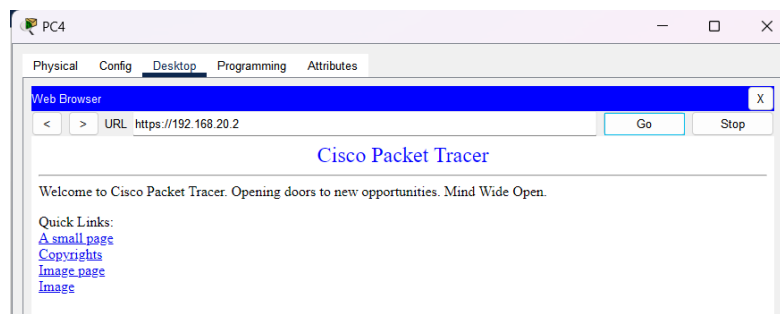 PC4
Physical Config Desktop Programming Attributes
Web Browser X
< > URL https://192.168.20.2 Go Stop
Cisco Packet Tracer
Welcome to Cisco Packet Tracer. Opening doors to new opportunities. Mind Wide Open.
Quick Links:
A small page
Copyrights
Image page
Image